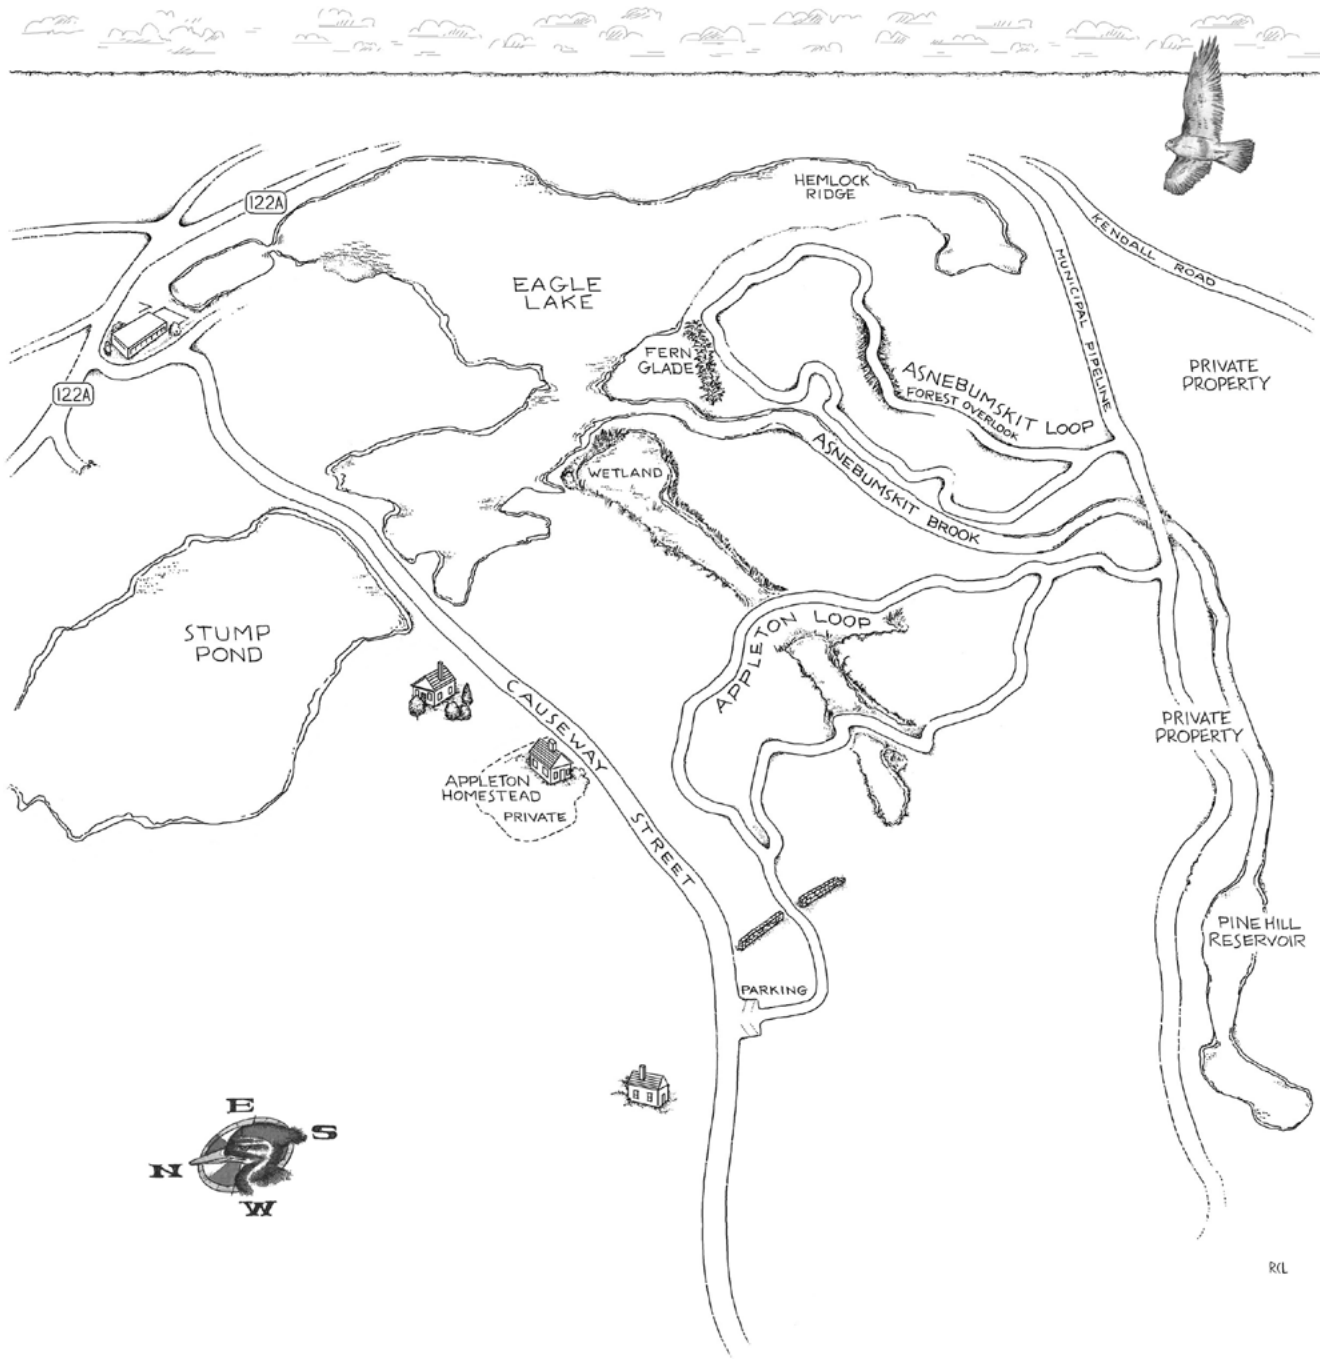 HEMLOCK
RIDGE
122A
KENDALL ROAD
MUNICIPAL PIPELINE
EAGLE
LAKE
FERN
GLADE
PRIVATE
PROPERTY
122A
ASNEBUMSKIT LOOP
FOREST OVERLOOK
ASNEBUMSKIT BROOK
WETLAND
STUMP
POND
APPLETON LOOP
CAUSEWAY STREET
PRIVATE
PROPERTY
APPLETON
HOMESTEAD
PRIVATE
PINE HILL
RESERVOIR
PARKING
E
S
N
W
RCL